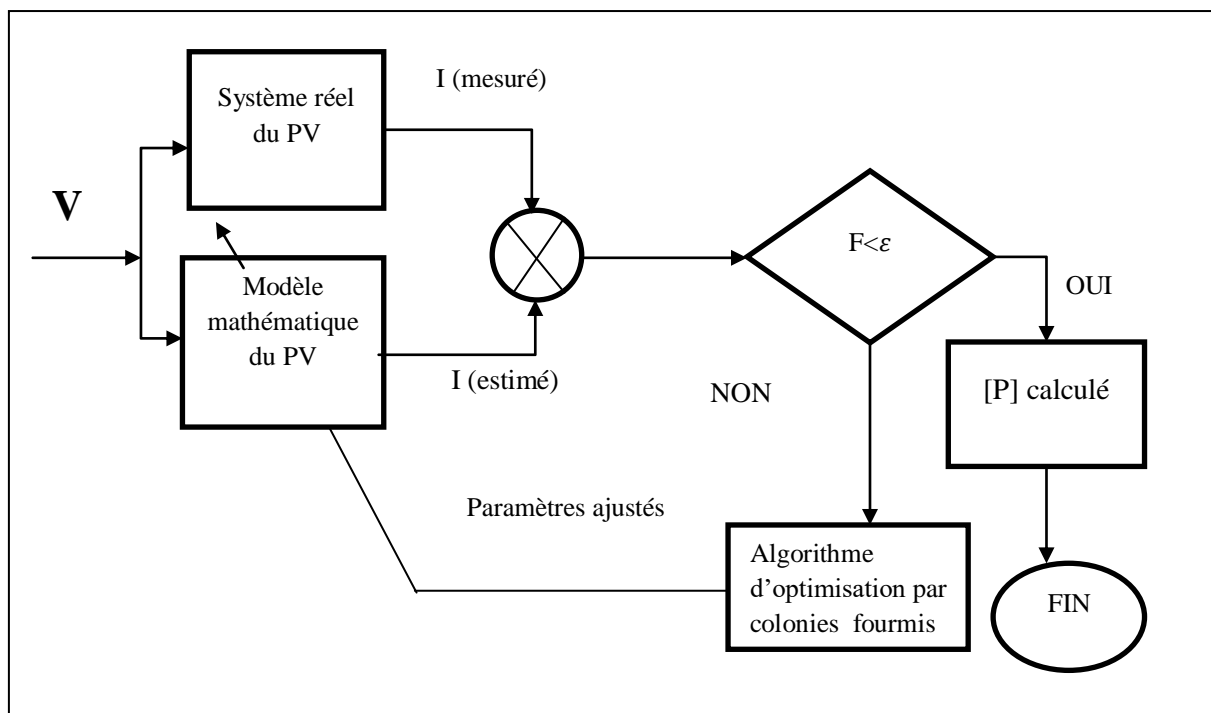 Système réel
du PV
I (mesuré)
V
Modèle
mathématique
du PV
I (estimé)
F<ε
OUI
NON
[P] calculé
Paramètres ajustés
Algorithme
d’optimisation par
colonies fourmis
FIN